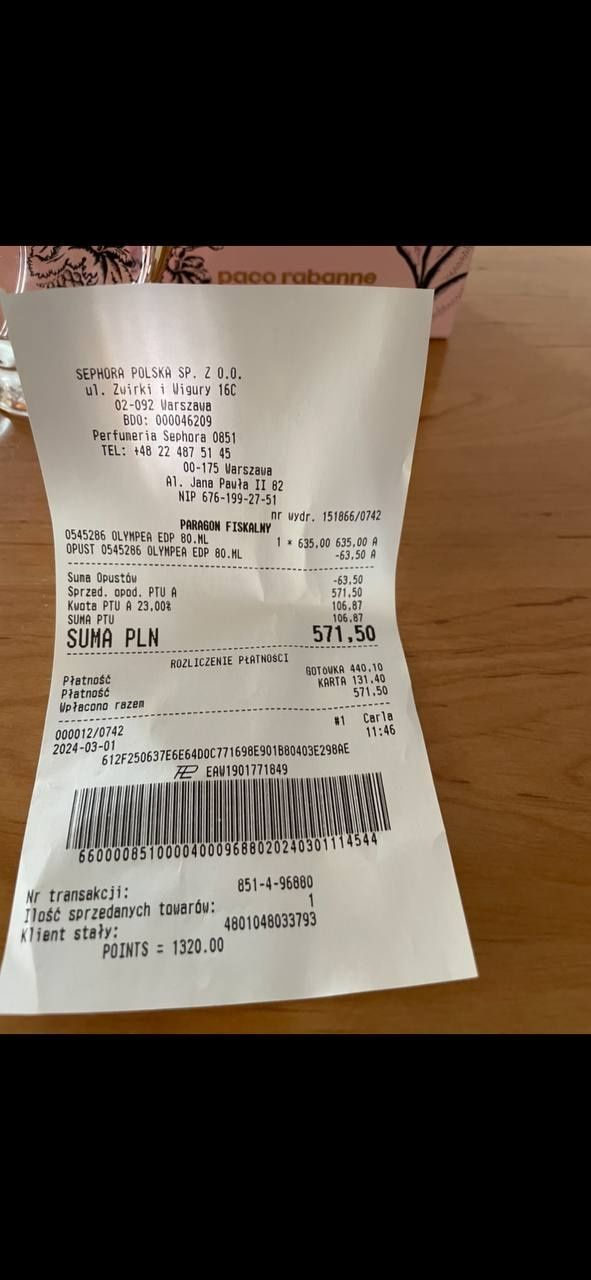 paco rabanne
SEPHORA POLSKA SP. Z O.O.
ul. Żwirki i Wigury 16C
02-092 Warszawa
BDO: 000046209
Perfumeria Sephora 0851
TEL: +48 22 487 51 45
00-175 Warszawa
Al. Jana Pawła II 82
NIP 676-199-27-51
nr wydr. 151866/0742
PARAGON FISKALNY
0545286 OLYMPEA EDP 80.ML 1 * 635,00 635,00 A
OPUST 0545286 OLYMPEA EDP 80.ML -63,50 A
Suma Opustów -63,50
Sprzed. opod. PTU A 571,50
Kwota PTU A 23,00% 106,87
SUMA PTU 106,87
SUMA PLN 571,50
ROZLICZENIE PŁATNOŚCI
Płatność GOTÓWKA 440,10
Płatność KARTA 131,40
Wpłacono razem 571,50
000012/0742 #1 Carla
2024-03-01 11:46
612F250637E6E64D0C771698E901B80403E298AE
EAW1901771849
66000085100004000968802024030111​4544
Nr transakcji: 851-4-96880
Ilość sprzedanych towarów: 1
Klient stały: 4801048033793
POINTS = 1320.00